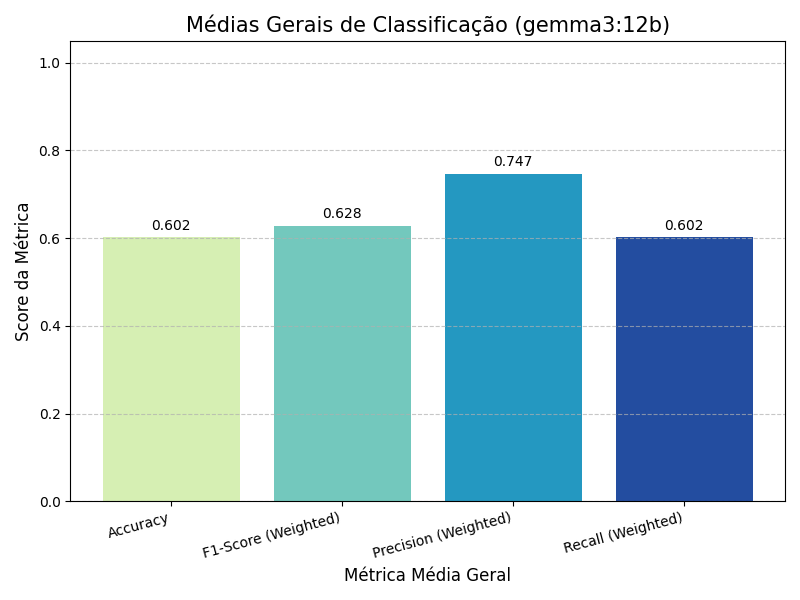 Médias Gerais de Classificação (gemma3:12b)
Score da Métrica
1.0
0.8
0.6
0.4
0.2
0.0
0.602
0.628
0.747
0.602
Accuracy
F1-Score (Weighted)
Precision (Weighted)
Recall (Weighted)
Métrica Média Geral